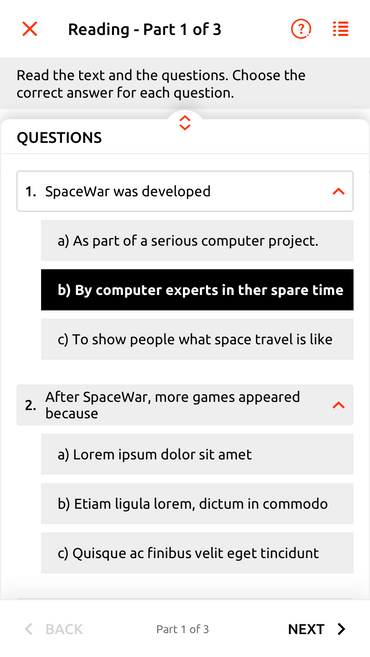 Reading - Part 1 of 3
?
Read the text and the questions. Choose the
correct answer for each question.
QUESTIONS
1. SpaceWar was developed
a) As part of a serious computer project.
b) By computer experts in ther spare time
c) To show people what space travel is like
2. After SpaceWar, more games appeared
because
a) Lorem ipsum dolor sit amet
b) Etiam ligula lorem, dictum in commodo
c) Quisque ac finibus velit eget tincidunt
BACK Part 1 of 3 NEXT